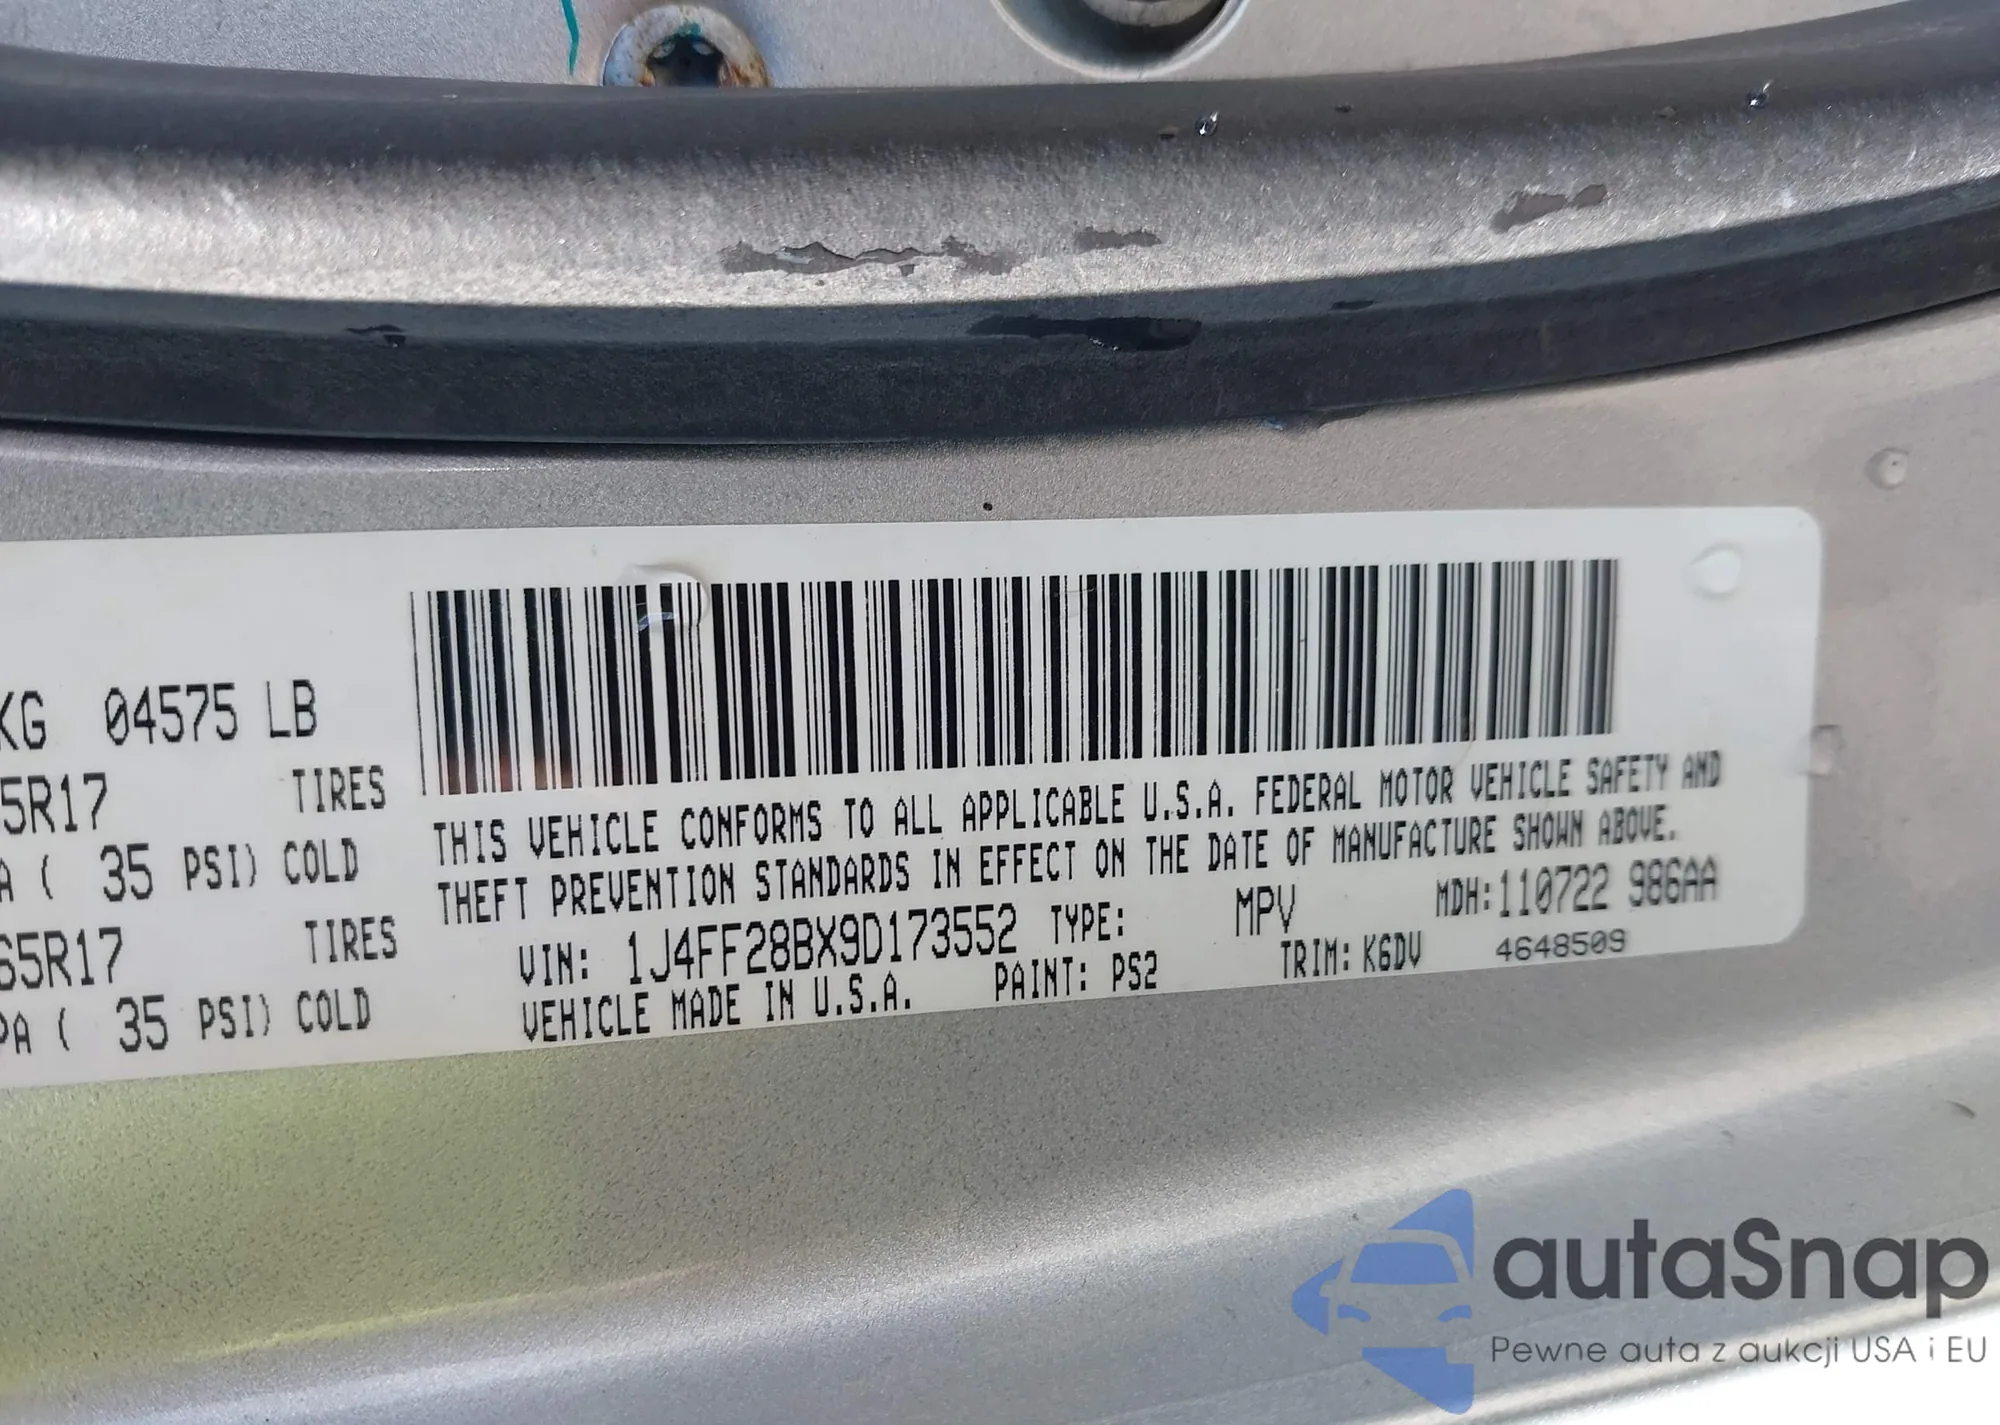 KG 04575 LB
5R17 TIRES
A ( 35 PSI) COLD
65R17 TIRES
PA ( 35 PSI) COLD
THIS VEHICLE CONFORMS TO ALL APPLICABLE U.S.A. FEDERAL MOTOR VEHICLE SAFETY AND
THEFT PREVENTION STANDARDS IN EFFECT ON THE DATE OF MANUFACTURE SHOWN ABOVE.
VIN: 1J4FF28BX9D173552 TYPE: MPV MDH:110722 986AA
VEHICLE MADE IN U.S.A. PAINT: PS2 TRIM: K6DV 4648509
autaSnap
Pewne auta z aukcji USA i EU